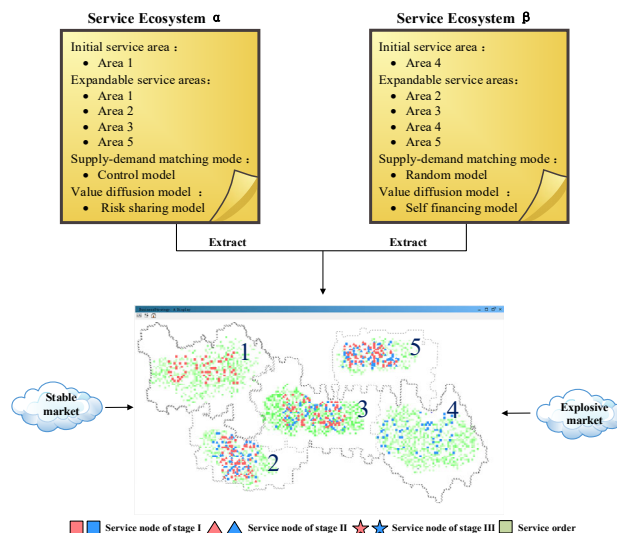 Service Ecosystem α
Initial service area：
• Area 1
Expandable service areas：
• Area 1
• Area 2
• Area 3
• Area 5
Supply-demand matching mode：
• Control model
Value diffusion model ：
• Risk sharing model
Service Ecosystem β
Initial service area：
• Area 4
Expandable service areas:
• Area 2
• Area 3
• Area 4
• Area 5
Supply-demand matching mode：
• Random model
Value diffusion model ：
• Self financing model
Extract Extract
1
5
3
4
2
Stable
market
Explosive
market
Service node of stage I Service node of stage II Service node of stage III Service order